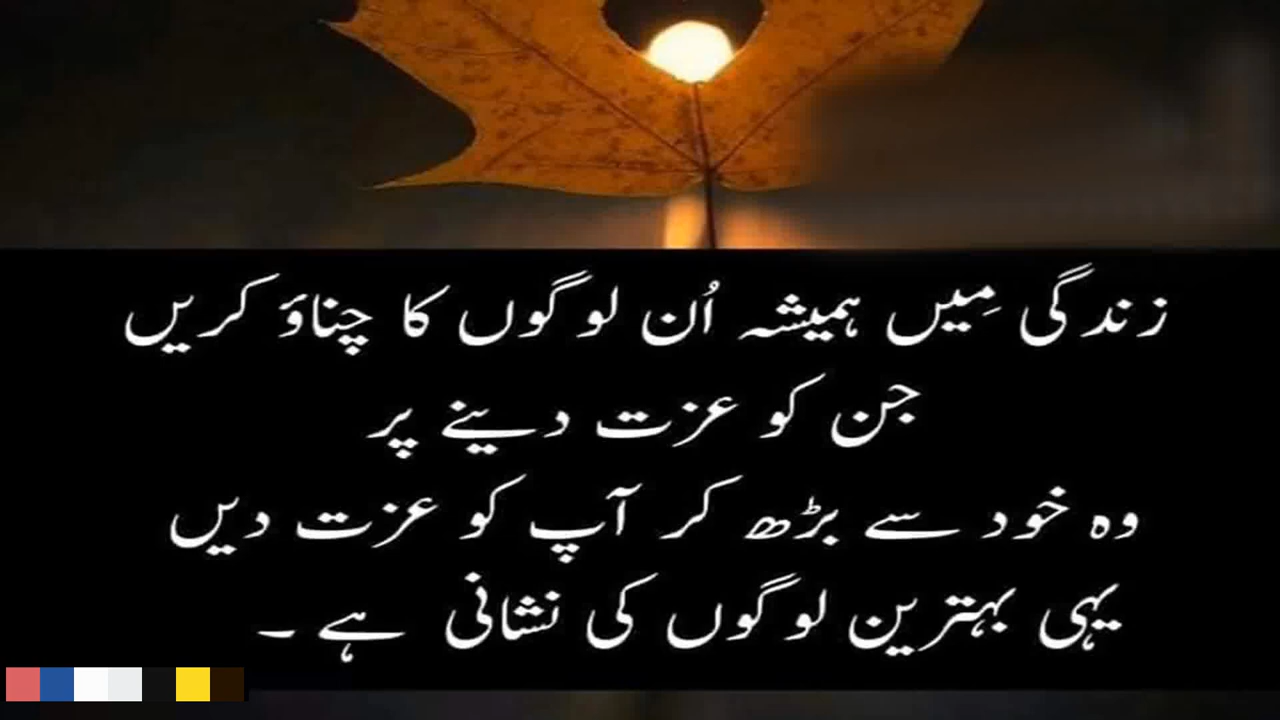 زندگی مِیں ہمیشہ اُن لوگوں کا چناؤ کریں
جن کو عزت دینے پر
وہ خود سے بڑھ کر آپ کو عزت دیں
یہی بہترین لوگوں کی نشانی ہے ۔